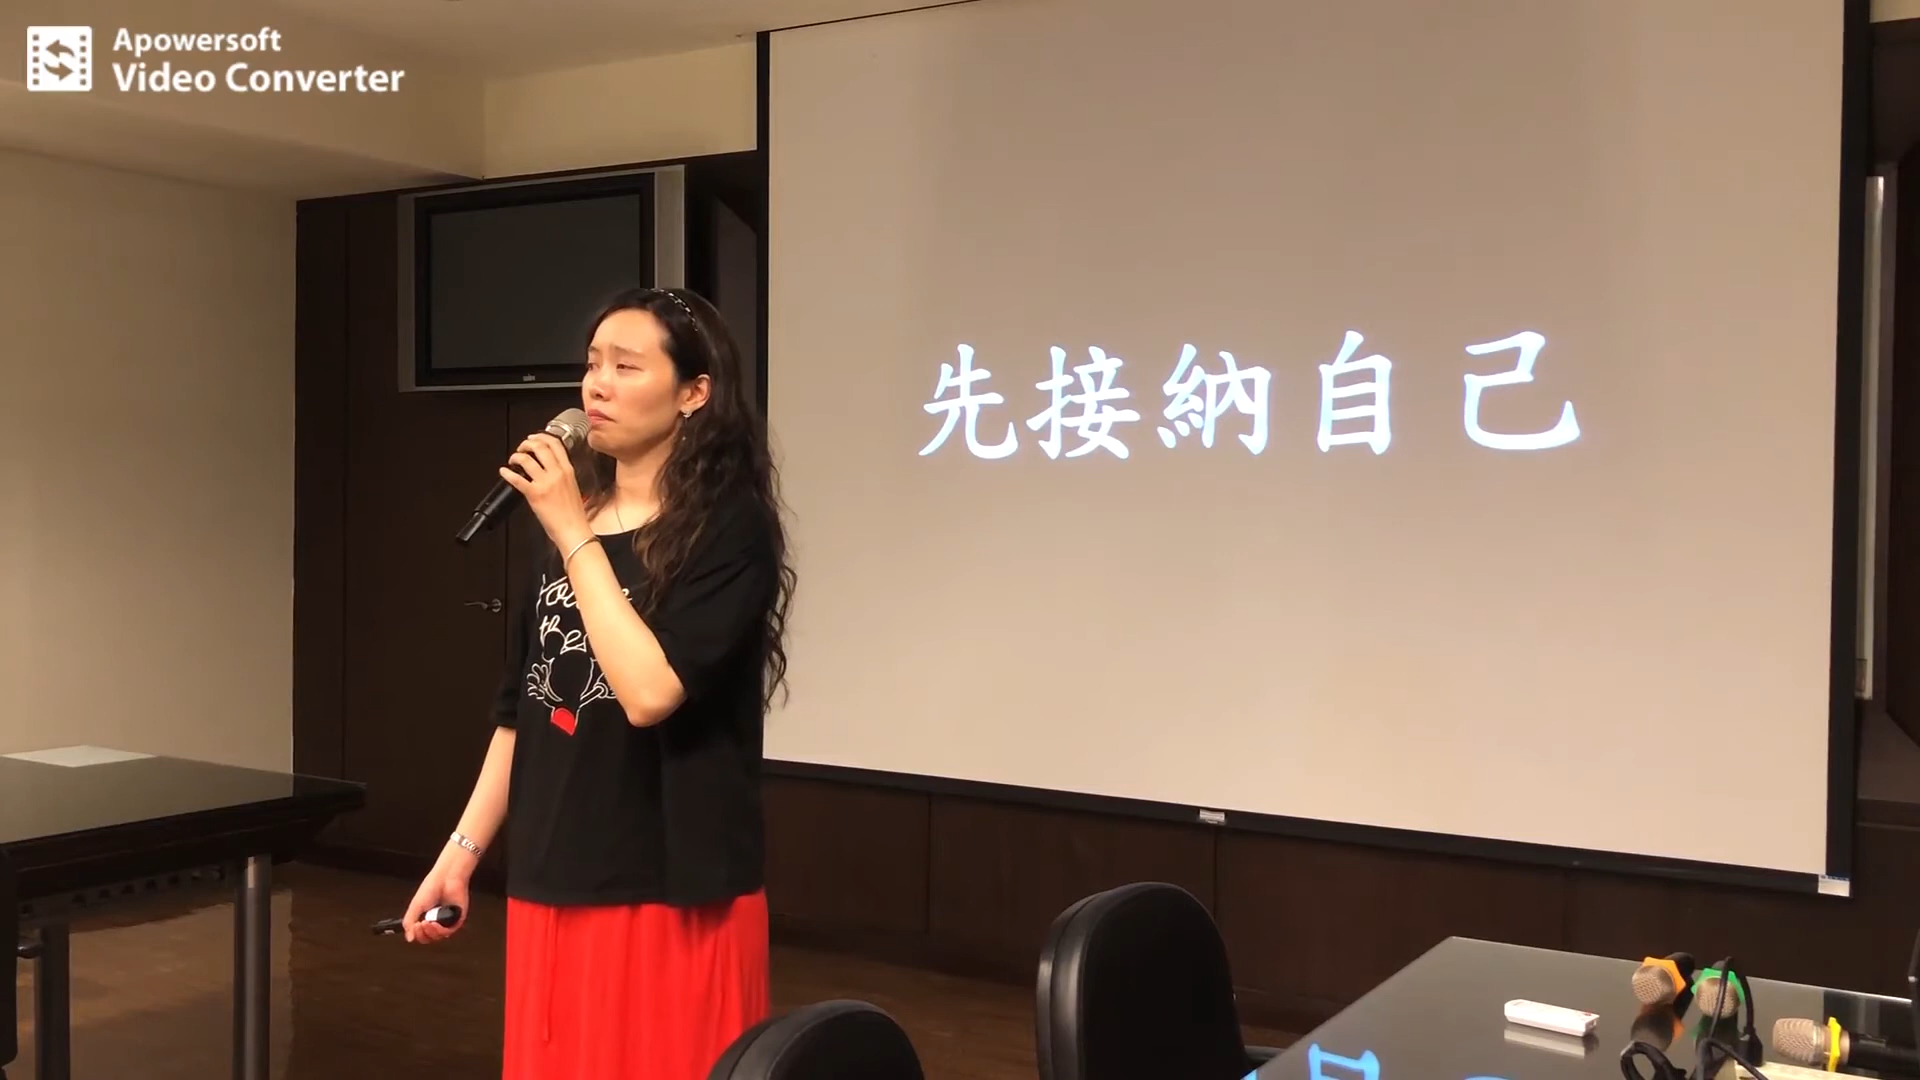 Apowersoft
Video Converter
先接納自己